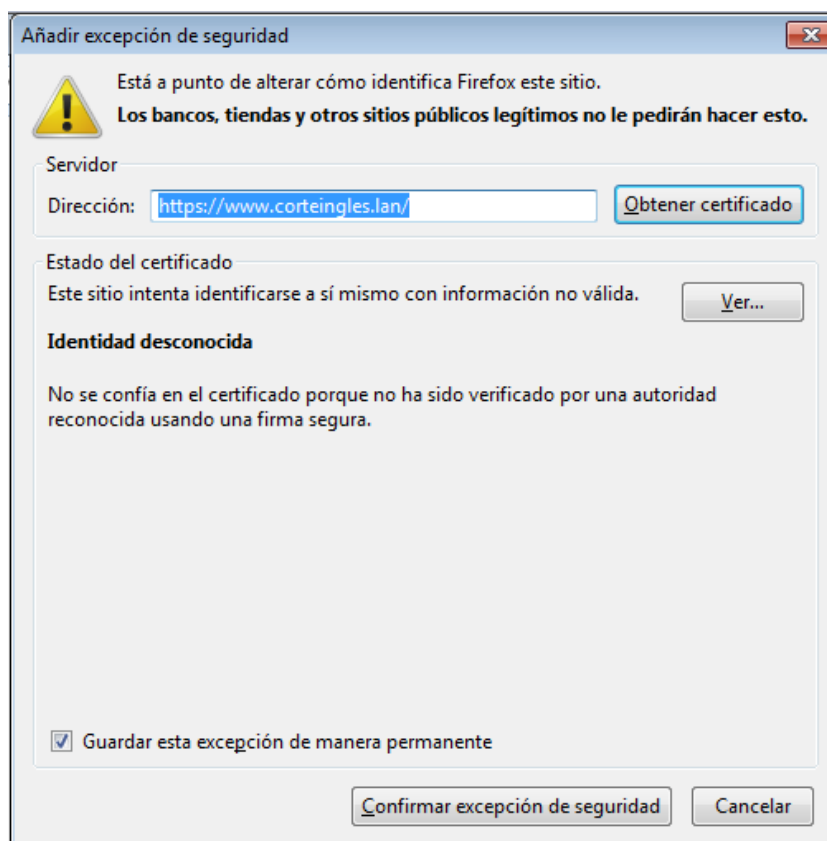 Añadir excepción de seguridad
Está a punto de alterar cómo identifica Firefox este sitio.
Los bancos, tiendas y otros sitios públicos legítimos no le pedirán hacer esto.
Servidor
Dirección: https://www.corteingles.lan/ Obtener certificado
Estado del certificado
Este sitio intenta identificarse a sí mismo con información no válida. Ver...
Identidad desconocida
No se confía en el certificado porque no ha sido verificado por una autoridad
reconocida usando una firma segura.
Guardar esta excepción de manera permanente
Confirmar excepción de seguridad Cancelar